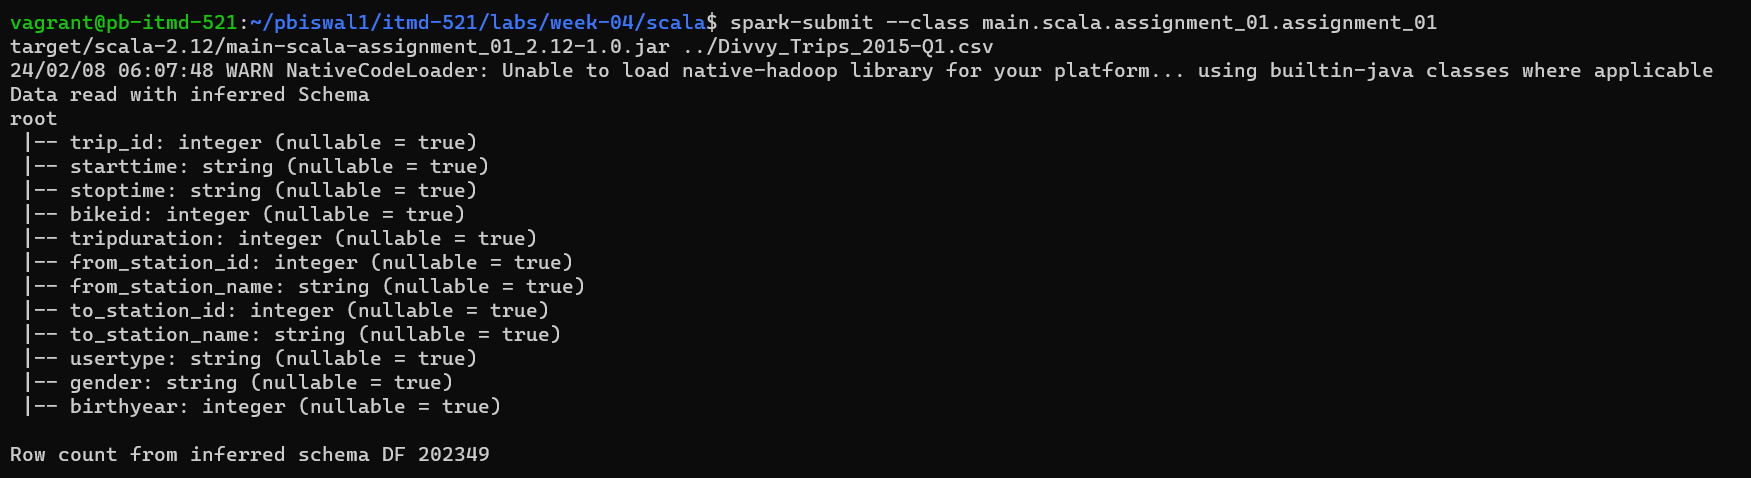 vagrant@pb-itmd-521:~/pbiswal1/itmd-521/labs/week-04/scala$ spark-submit --class main.scala.assignment_01.assignment_01
target/scala-2.12/main-scala-assignment_01_2.12-1.0.jar ../Divvy_Trips_2015-Q1.csv
24/02/08 06:07:48 WARN NativeCodeLoader: Unable to load native-hadoop library for your platform... using builtin-java classes where applicable
Data read with inferred Schema
root
 |-- trip_id: integer (nullable = true)
 |-- starttime: string (nullable = true)
 |-- stoptime: string (nullable = true)
 |-- bikeid: integer (nullable = true)
 |-- tripduration: integer (nullable = true)
 |-- from_station_id: integer (nullable = true)
 |-- from_station_name: string (nullable = true)
 |-- to_station_id: integer (nullable = true)
 |-- to_station_name: string (nullable = true)
 |-- usertype: string (nullable = true)
 |-- gender: string (nullable = true)
 |-- birthyear: integer (nullable = true)

Row count from inferred schema DF 202349